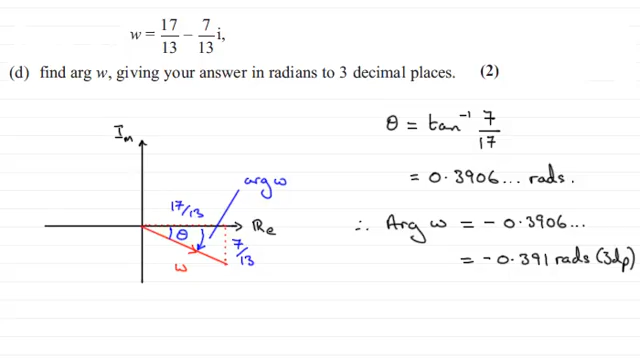 w = 17/13 − 7/13 i,
(d) find arg w, giving your answer in radians to 3 decimal places. (2)
Im
arg w
17/13
Re
θ
7/13
w
θ = tan⁻¹ 7/17
= 0.3906... rads.
∴ Arg w = − 0.3906...
= − 0.391 rads (3dp)